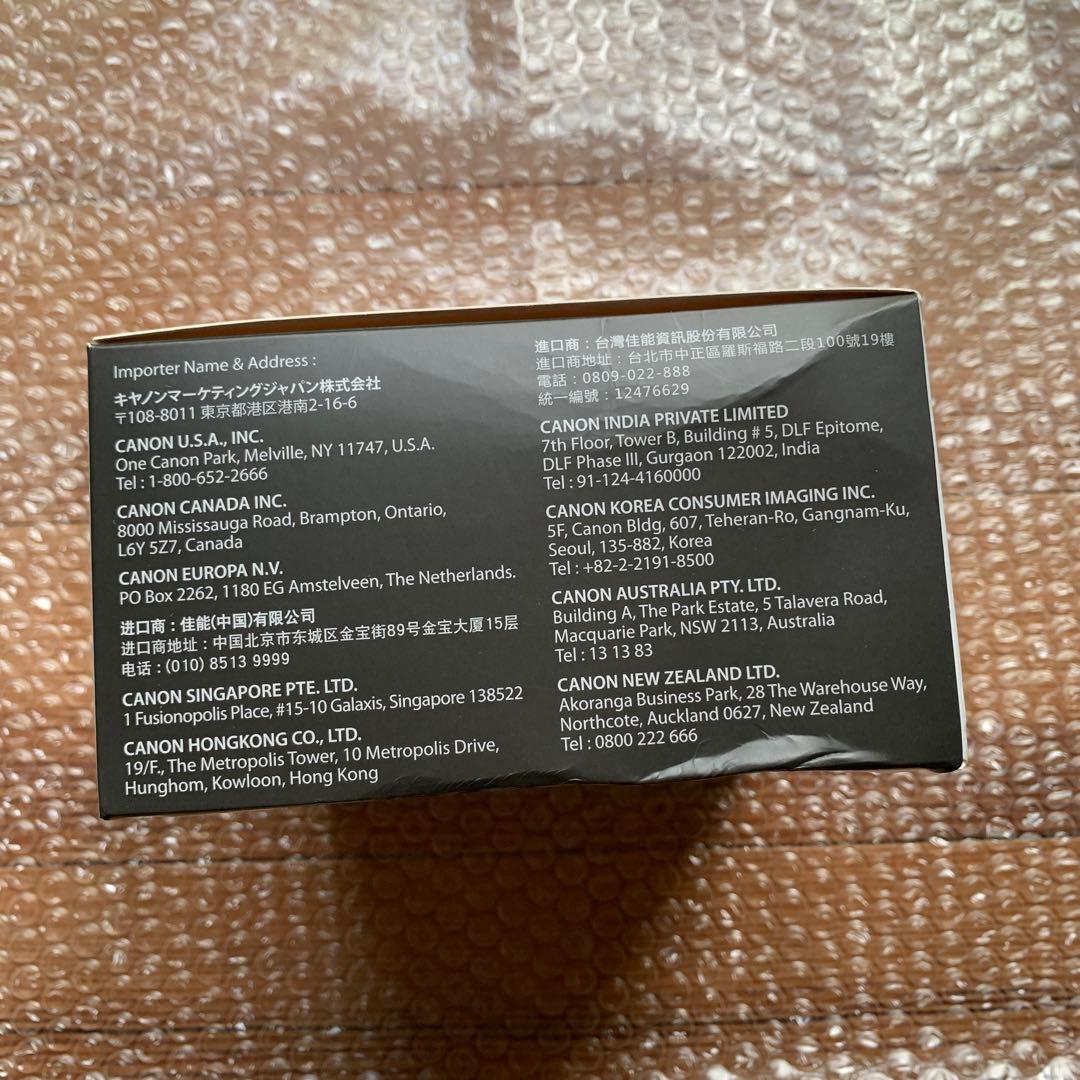 Importer Name & Address :
キヤノンマーケティングジャパン株式会社
〒108-8011 東京都港区港南2-16-6
CANON U.S.A., INC.
One Canon Park, Melville, NY 11747, U.S.A.
Tel : 1-800-652-2666
CANON CANADA INC.
8000 Mississauga Road, Brampton, Ontario,
L6Y 5Z7, Canada
CANON EUROPA N.V.
PO Box 2262, 1180 EG Amstelveen, The Netherlands.
进口商 : 佳能(中国)有限公司
进口商地址 : 中国北京市东城区金宝街89号金宝大厦15层
电话 : (010) 8513 9999
CANON SINGAPORE PTE. LTD.
1 Fusionopolis Place, #15-10 Galaxis, Singapore 138522
CANON HONGKONG CO., LTD.
19/F., The Metropolis Tower, 10 Metropolis Drive,
Hunghom, Kowloon, Hong Kong
進口商 : 台灣佳能資訊股份有限公司
進口商地址 : 台北市中正區羅斯福路二段100號19樓
電話 : 0809-022-888
統一編號 : 12476629
CANON INDIA PRIVATE LIMITED
7th Floor, Tower B, Building # 5, DLF Epitome,
DLF Phase III, Gurgaon 122002, India
Tel : 91-124-4160000
CANON KOREA CONSUMER IMAGING INC.
5F, Canon Bldg, 607, Teheran-Ro, Gangnam-Ku,
Seoul, 135-882, Korea
Tel : +82-2-2191-8500
CANON AUSTRALIA PTY. LTD.
Building A, The Park Estate, 5 Talavera Road,
Macquarie Park, NSW 2113, Australia
Tel : 13 13 83
CANON NEW ZEALAND LTD.
Akoranga Business Park, 28 The Warehouse Way,
Northcote, Auckland 0627, New Zealand
Tel : 0800 222 666